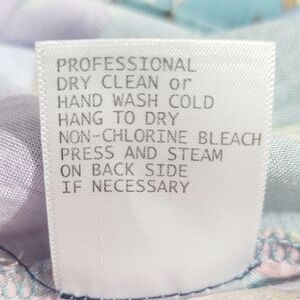 PROFESSIONAL
DRY CLEAN or
HAND WASH COLD
HANG TO DRY
NON-CHLORINE BLEACH
PRESS AND STEAM
ON BACK SIDE
IF NECESSARY